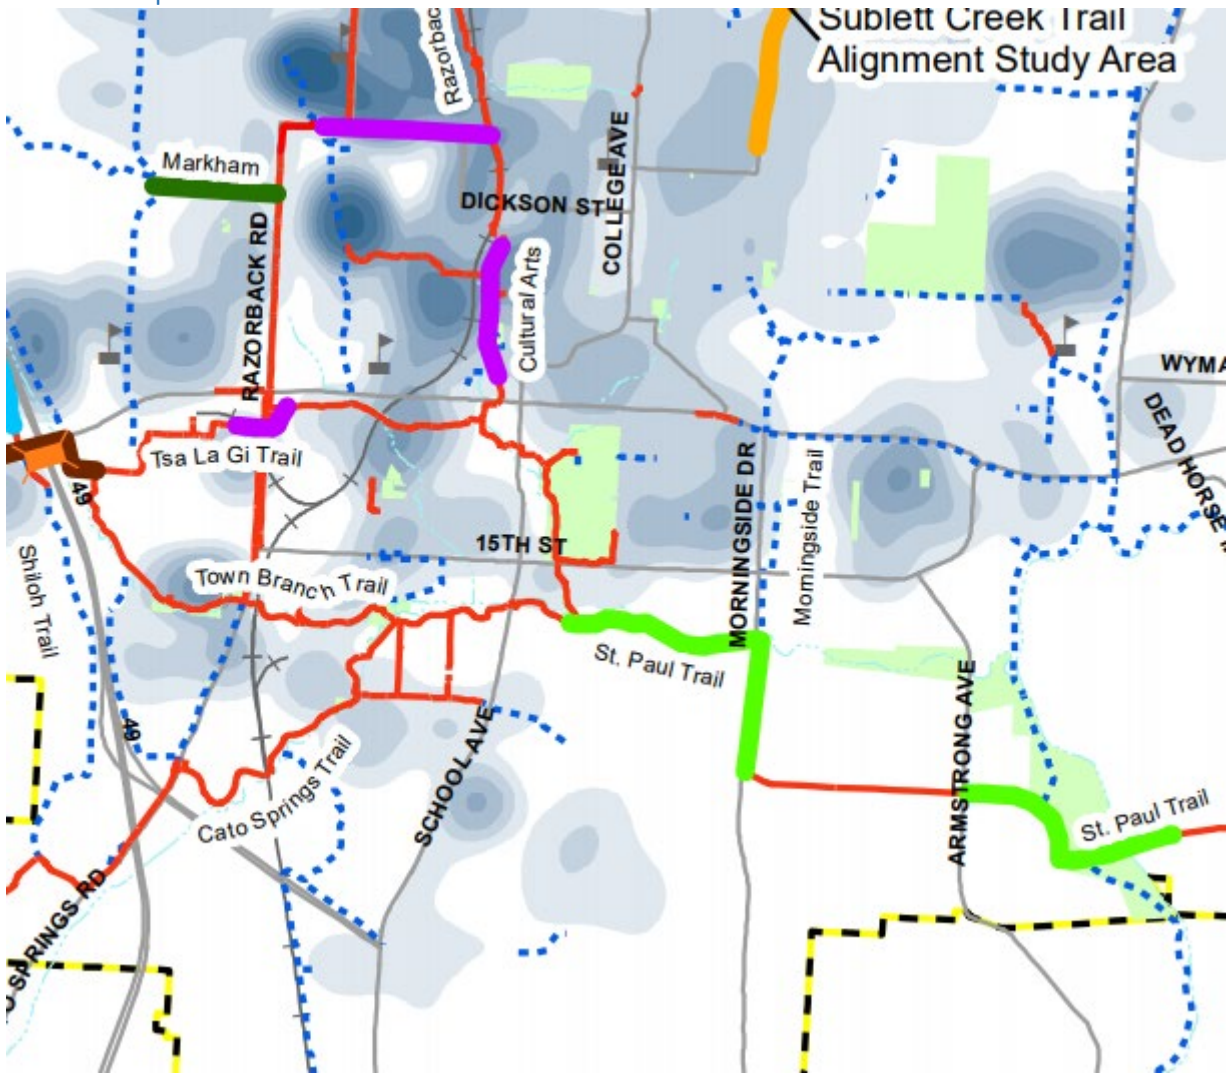 Sublett Creek Trail
Alignment Study Area
Razorbac
Markham
DICKSON ST
COLLEGE AVE
RAZORBACK RD
Cultural Arts
WYMA
DEAD HORSE
Tsa La Gi Trail
49
MORNINGSIDE DR
Morningside Trail
15TH ST
Shiloh Trail
Town Branch Trail
St. Paul Trail
49
ARMSTRONG AVE
SCHOOL AVE
Cato Springs Trail
St. Paul Trail
O SPRINGS RD